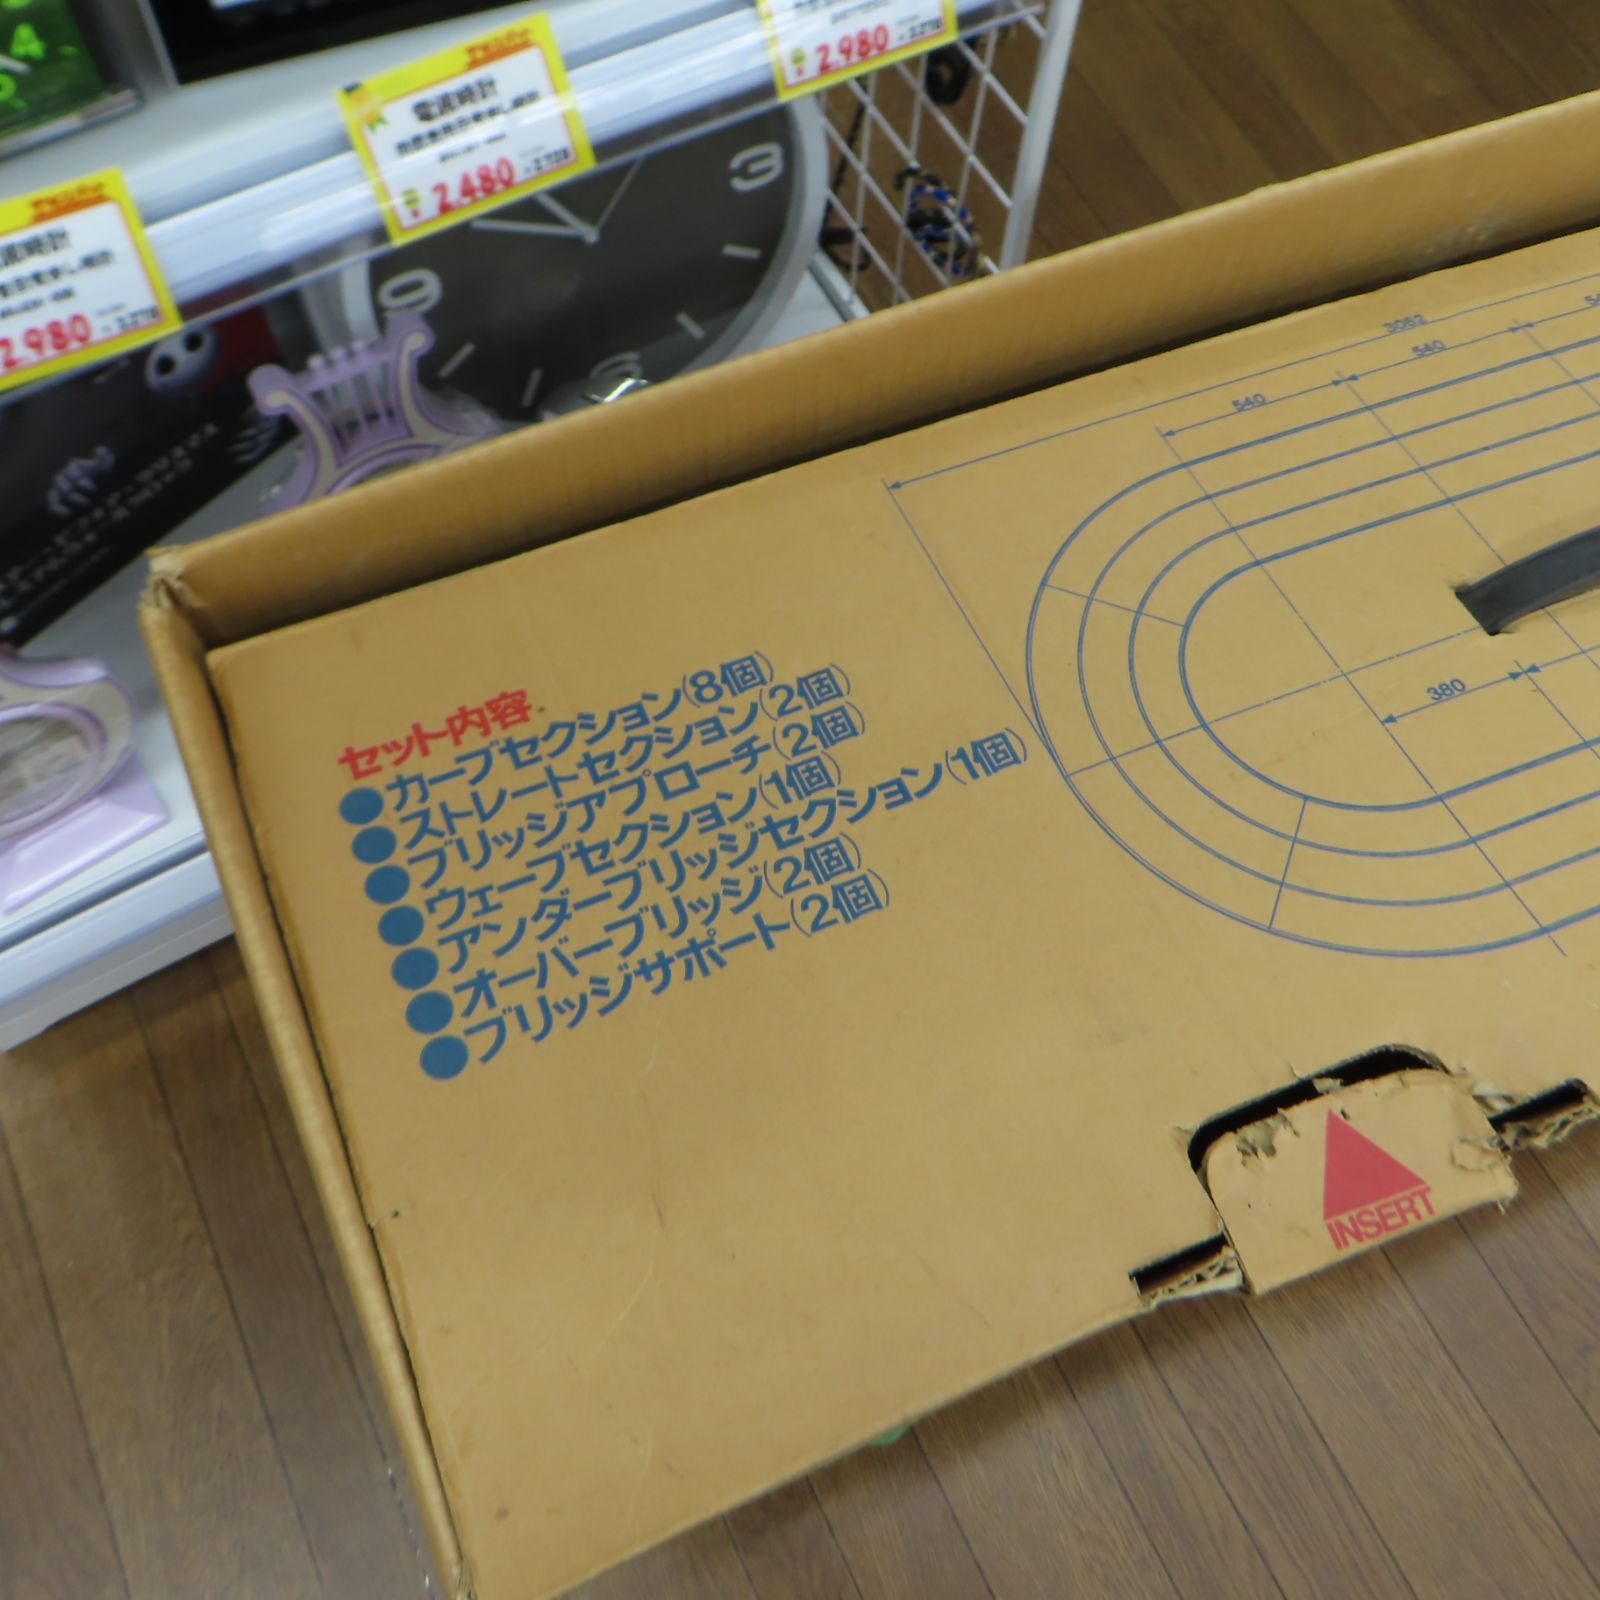 2,980
電波時計
¥2,480
2,980
9
3
セット内容
●カーブセクション(8個)
●ストレートセクション(2個)
●ブリッジアプローチ(2個)
●ウェーブセクション(1個)
●アンダーブリッジセクション(1個)
●オーバーブリッジ(2個)
●ブリッジサポート(2個)
3062
540
540
380
INSERT